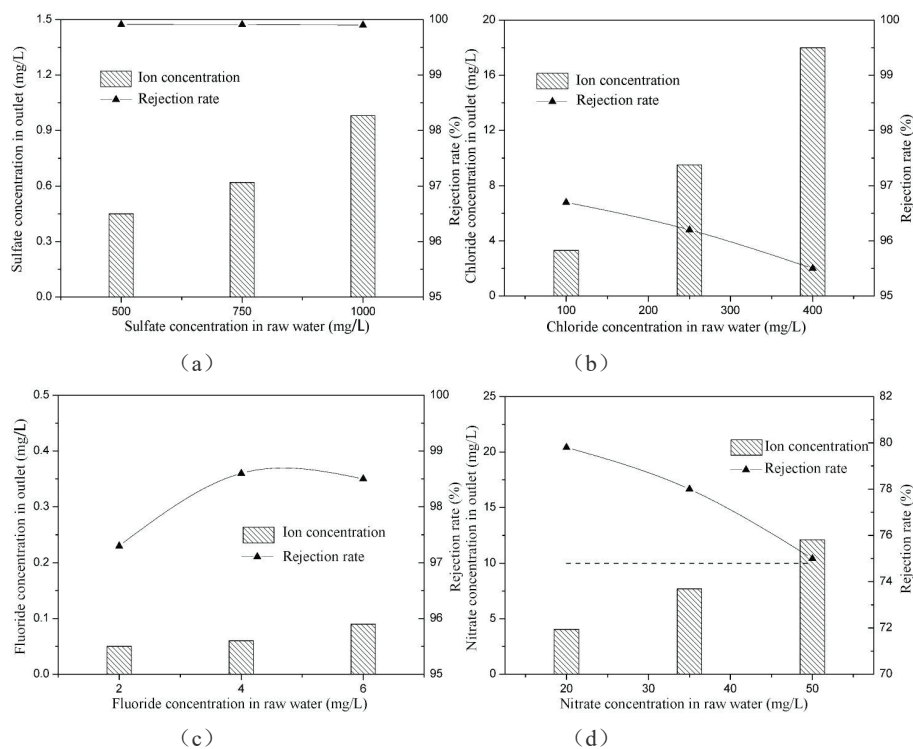 1.5
1.2
0.9
0.6
0.3
0.0
Sulfate concentration in outlet (mg/L)
Ion concentration
Rejection rate
100
99
98
97
96
95
Rejection rate (%)
500
750
1000
Sulfate concentration in raw water (mg/L)
(a)
20
16
12
8
4
0
Chloride concentration in outlet (mg/L)
Ion concentration
Rejection rate
100
99
98
97
96
95
Rejection rate (%)
100
200
300
400
Chloride concentration in raw water (mg/L)
(b)
0.5
0.4
0.3
0.2
0.1
0.0
Fluoride concentration in outlet (mg/L)
Ion concentration
Rejection rate
100
99
98
97
96
95
Rejection rate (%)
2
4
6
Fluoride concentration in raw water (mg/L)
(c)
25
20
15
10
5
0
Nitrate concentration in outlet (mg/L)
Ion concentration
Rejection rate
82
80
78
76
74
72
70
Rejection rate (%)
20
30
40
50
Nitrate concentration in raw water (mg/L)
(d)